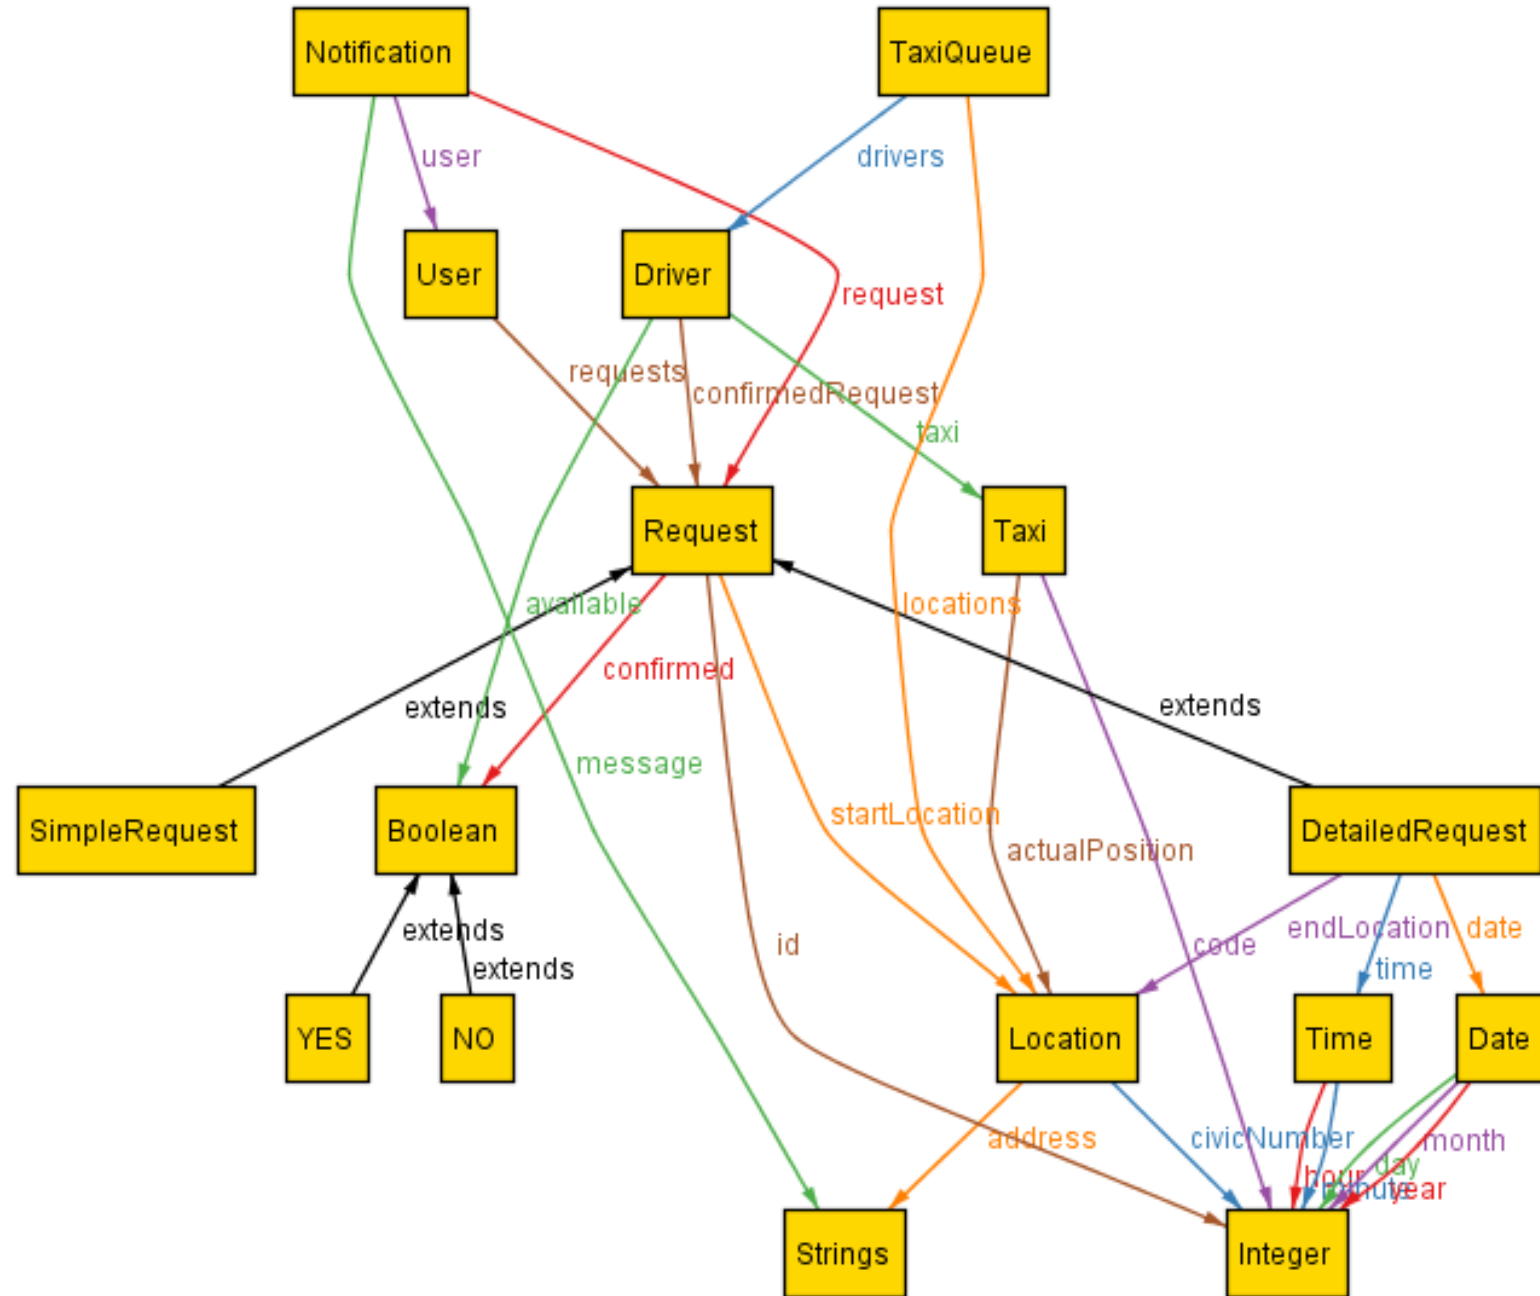 Notification
TaxiQueue
user
drivers
User
Driver
request
requests
confirmedRequest
taxi
Request
Taxi
available
locations
confirmed
extends
extends
message
SimpleRequest
Boolean
startLocation
actualPosition
DetailedRequest
extends
endLocation
date
id
code
extends
time
YES
NO
Location
Time
Date
address
civicNumber
month
day
hour
minute
year
Strings
Integer